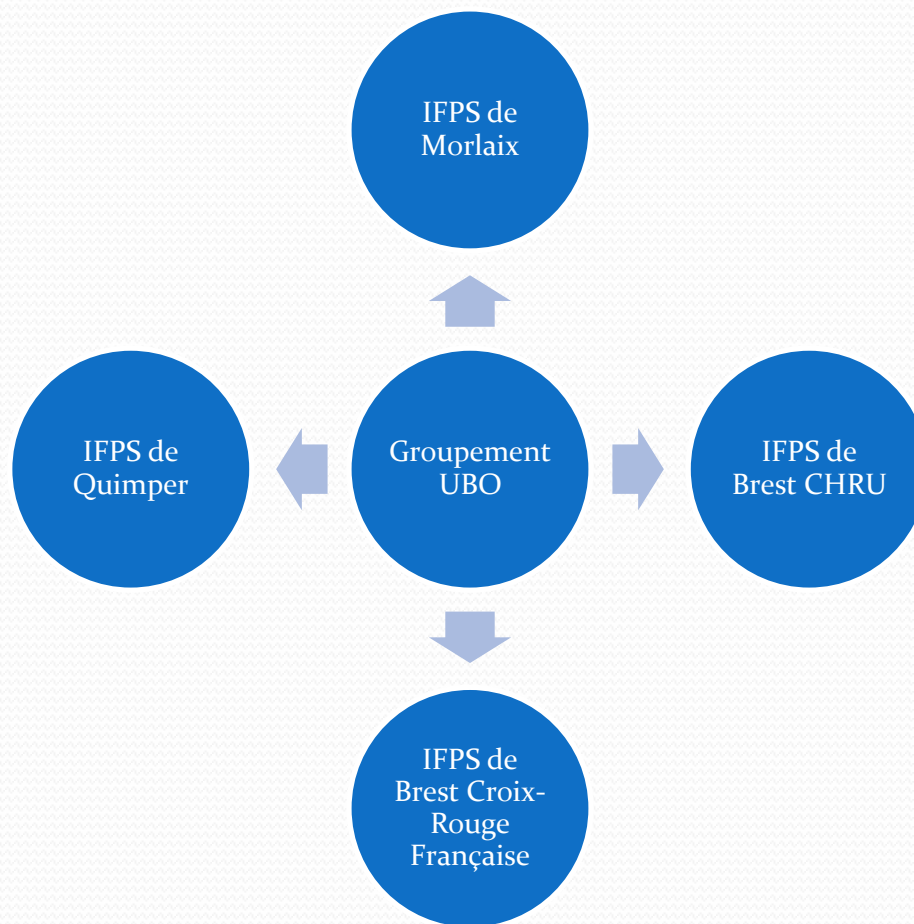 IFPS de
Morlaix
IFPS de
Quimper
Groupement
UBO
IFPS de
Brest CHRU
IFPS de
Brest Croix-
Rouge
Française